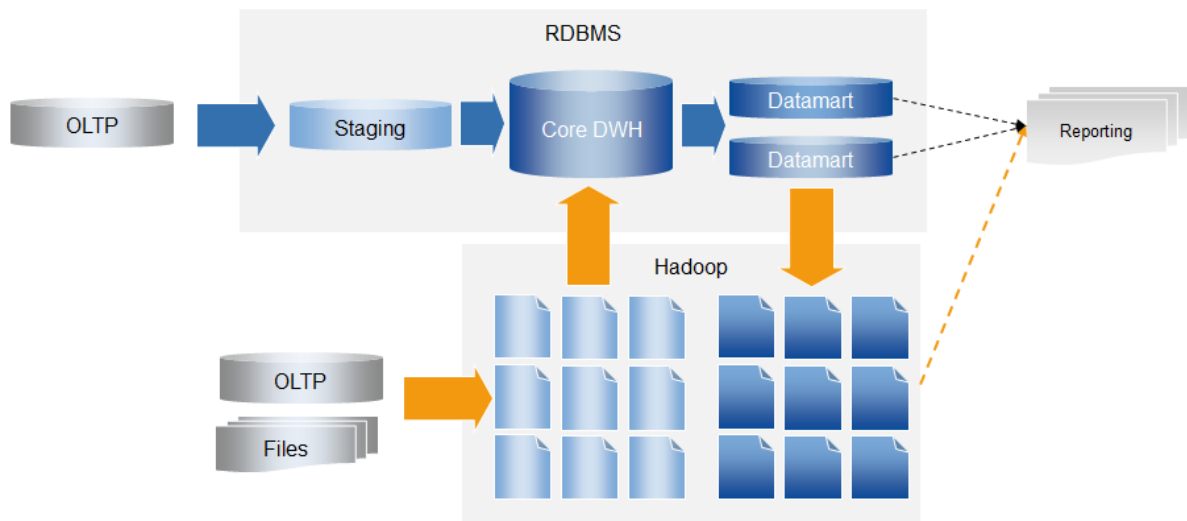 RDBMS
OLTP
Staging
Core DWH
Datamart
Datamart
Reporting
Hadoop
OLTP
Files